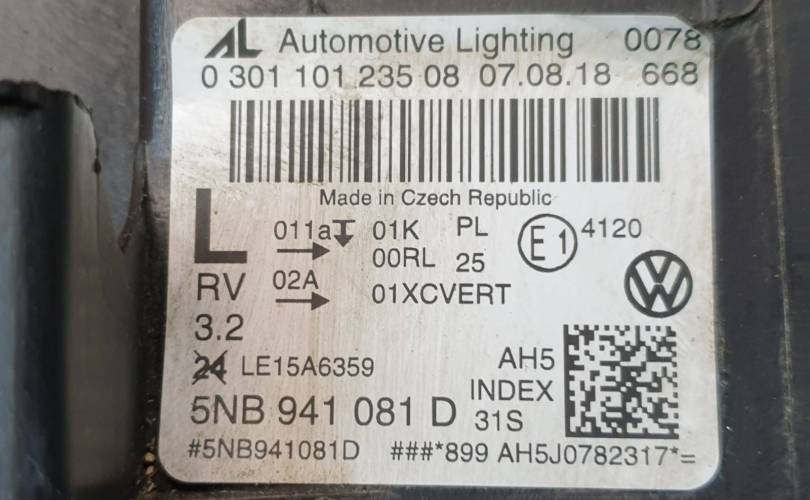 AL Automotive Lighting 0078
0 301 101 235 08 07.08.18 668
Made in Czech Republic
L 011a 01K PL E1 4120
00RL 25
RV 02A 01XCVERT VW
3.2
24 LE15A6359 AH5
INDEX
5NB 941 081 D 31S
#5NB941081D ###*899 AH5J0782317*=